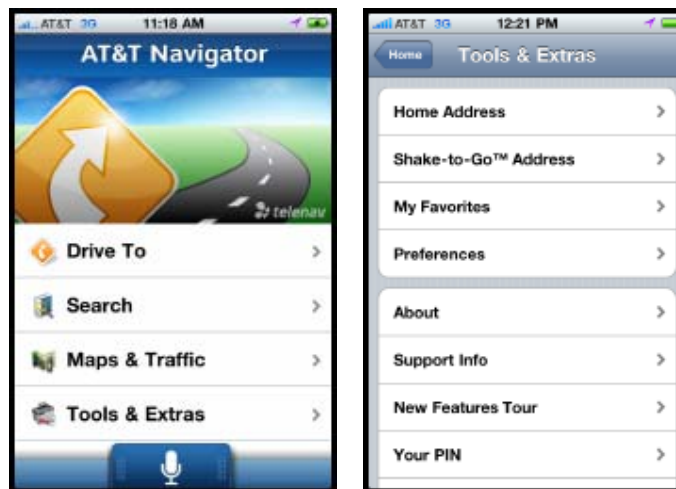 AT&T 3G 11:18 AM
AT&T Navigator
telenav
Drive To
Search
Maps & Traffic
Tools & Extras
AT&T 3G 12:21 PM
Home Tools & Extras
Home Address
Shake-to-Go™ Address
My Favorites
Preferences
About
Support Info
New Features Tour
Your PIN